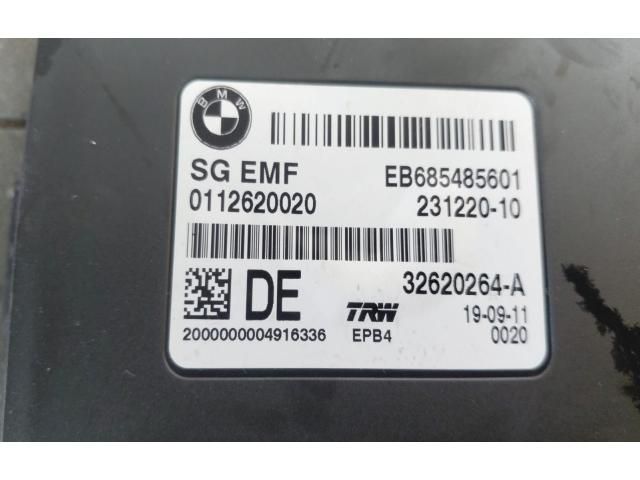 BMW
SG EMF EB685485601
0112620020 231220-10
DE 32620264-A
TRW 19-09-11
2000000004916336 EPB4 0020